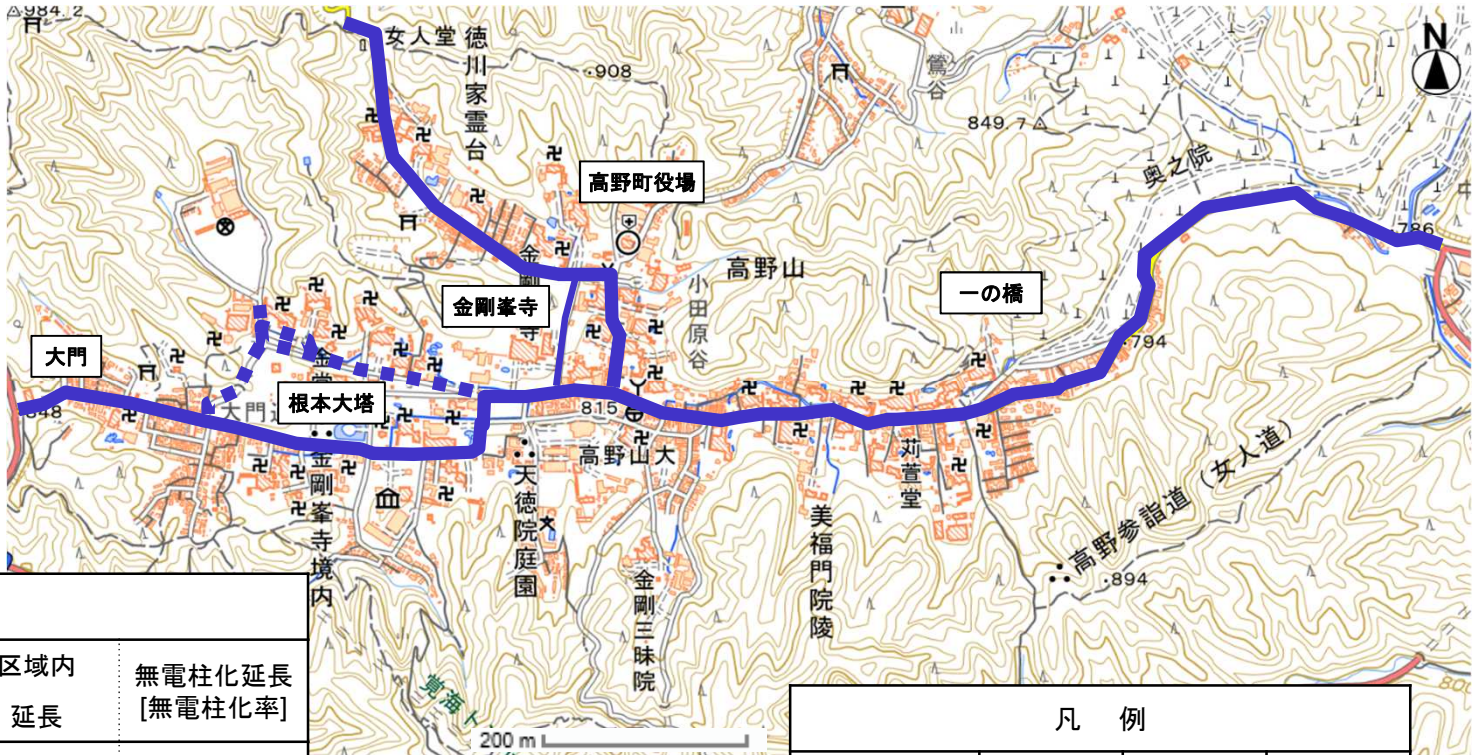 984.2
女人堂
徳川家霊台
908
鶯谷
849.7
N
奥之院
高野町役場
786
中
金剛峯寺
高野山
小田原谷
一の橋
金剛峯寺
794
大門
848
根本大塔
815
高野山大
苅萱堂
金剛峯寺境内
天徳院庭園
美福門院陵
高野参詣道（女人道）
894
金剛三昧院
区域内
延長
無電柱化延長
[無電柱化率]
200 m
凡 例